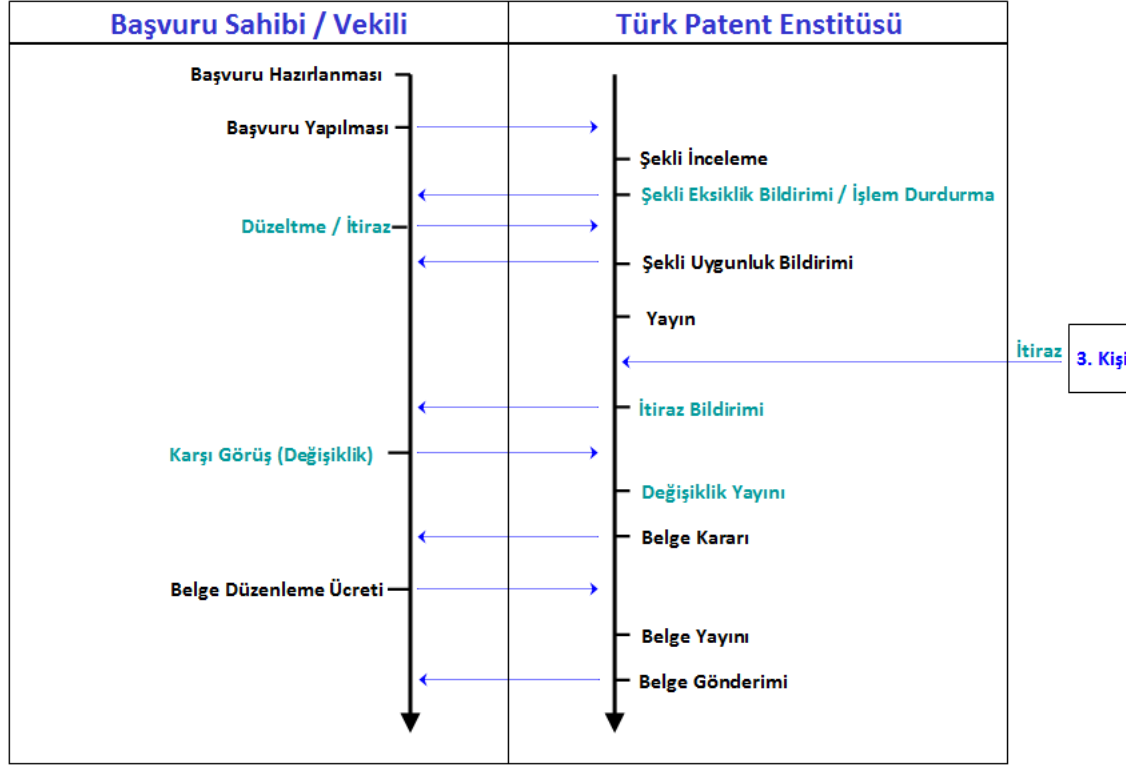 Başvuru Sahibi / Vekili
Türk Patent Enstitüsü
Başvuru Hazırlanması
Başvuru Yapılması
Şekli İnceleme
Şekli Eksiklik Bildirimi / İşlem Durdurma
Düzeltme / İtiraz
Şekli Uygunluk Bildirimi
Yayın
İtiraz
3. Kişi
İtiraz Bildirimi
Karşı Görüş (Değişiklik)
Değişiklik Yayını
Belge Kararı
Belge Düzenleme Ücreti
Belge Yayını
Belge Gönderimi